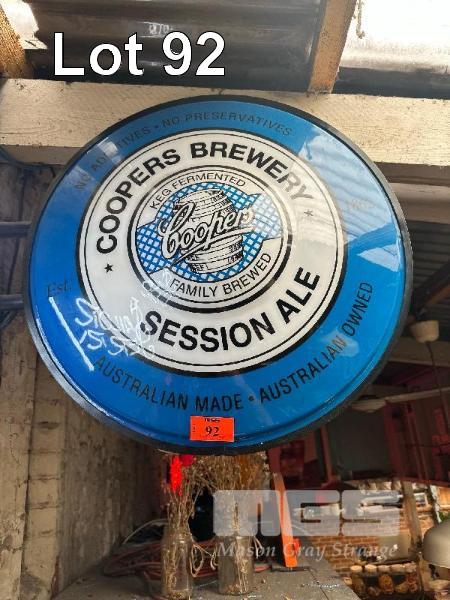 Lot 92
NO ADDITIVES • NO PRESERVATIVES
COOPERS BREWERY
KEG FERMENTED
Coopers
FAMILY BREWED
SESSION ALE
Est.
AUSTRALIAN MADE • AUSTRALIAN OWNED
92
MGS
Mason Gray Strange